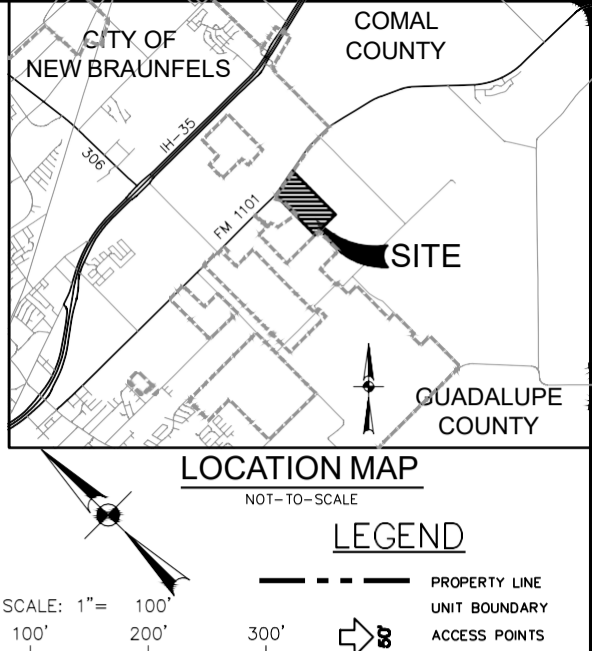 CITY OF
NEW BRAUNFELS
COMAL
COUNTY
IH-35
306
FM 1101
SITE
GUADALUPE
COUNTY
LOCATION MAP
NOT-TO-SCALE
LEGEND
PROPERTY LINE
UNIT BOUNDARY
ACCESS POINTS
50'
SCALE: 1"= 100'
100' 200' 300'